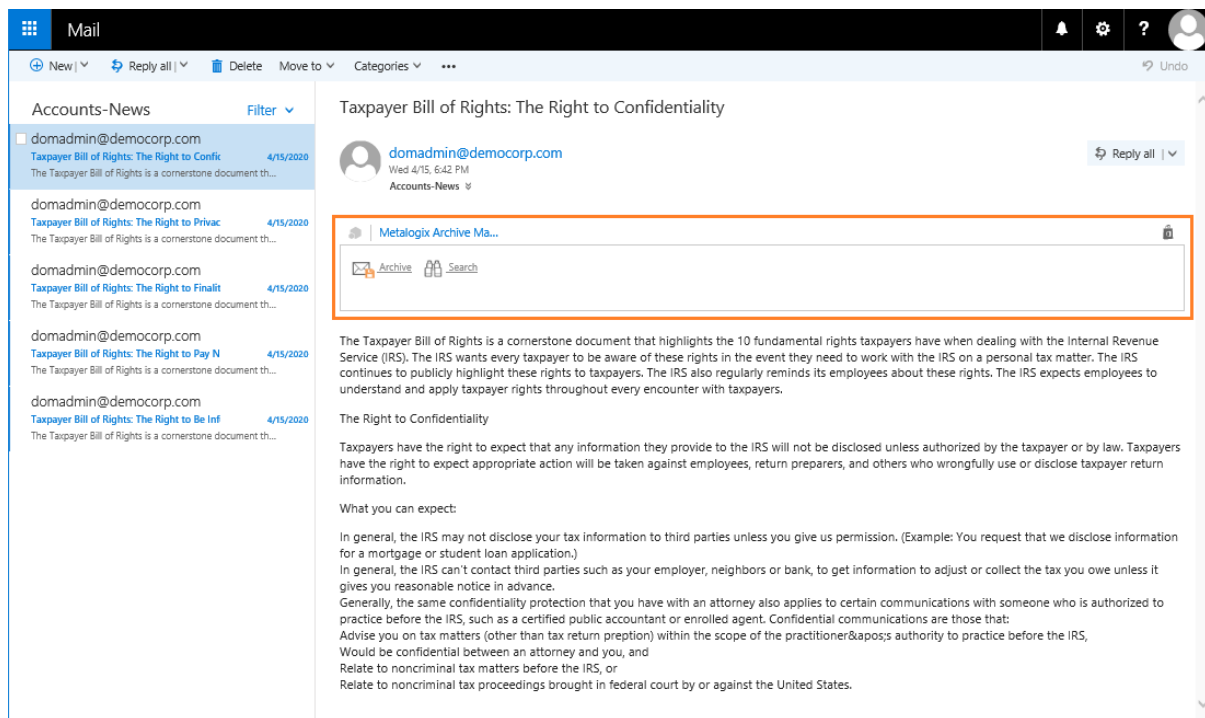 Mail
?
New
Reply all
Delete
Move to
Categories
Undo
Accounts-News
Filter
domadmin@democorp.com
Taxpayer Bill of Rights: The Right to Confic
4/15/2020
The Taxpayer Bill of Rights is a cornerstone document th...
domadmin@democorp.com
Taxpayer Bill of Rights: The Right to Privac
4/15/2020
The Taxpayer Bill of Rights is a cornerstone document th...
domadmin@democorp.com
Taxpayer Bill of Rights: The Right to Finalit
4/15/2020
The Taxpayer Bill of Rights is a cornerstone document th...
domadmin@democorp.com
Taxpayer Bill of Rights: The Right to Pay N
4/15/2020
The Taxpayer Bill of Rights is a cornerstone document th...
domadmin@democorp.com
Taxpayer Bill of Rights: The Right to Be Inf
4/15/2020
The Taxpayer Bill of Rights is a cornerstone document th...
Taxpayer Bill of Rights: The Right to Confidentiality
domadmin@democorp.com
Wed 4/15, 6:42 PM
Accounts-News
Reply all
Metalogix Archive Ma...
Archive
Search
The Taxpayer Bill of Rights is a cornerstone document that highlights the 10 fundamental rights taxpayers have when dealing with the Internal Revenue
Service (IRS). The IRS wants every taxpayer to be aware of these rights in the event they need to work with the IRS on a personal tax matter. The IRS
continues to publicly highlight these rights to taxpayers. The IRS also regularly reminds its employees about these rights. The IRS expects employees to
understand and apply taxpayer rights throughout every encounter with taxpayers.
The Right to Confidentiality
Taxpayers have the right to expect that any information they provide to the IRS will not be disclosed unless authorized by the taxpayer or by law. Taxpayers
have the right to expect appropriate action will be taken against employees, return preparers, and others who wrongfully use or disclose taxpayer return
information.
What you can expect:
In general, the IRS may not disclose your tax information to third parties unless you give us permission. (Example: You request that we disclose information
for a mortgage or student loan application.)
In general, the IRS can't contact third parties such as your employer, neighbors or bank, to get information to adjust or collect the tax you owe unless it
gives you reasonable notice in advance.
Generally, the same confidentiality protection that you have with an attorney also applies to certain communications with someone who is authorized to
practice before the IRS, such as a certified public accountant or enrolled agent. Confidential communications are those that:
Advise you on tax matters (other than tax return preption) within the scope of the practitioner&apos;s authority to practice before the IRS,
Would be confidential between an attorney and you, and
Relate to noncriminal tax matters before the IRS, or
Relate to noncriminal tax proceedings brought in federal court by or against the United States.